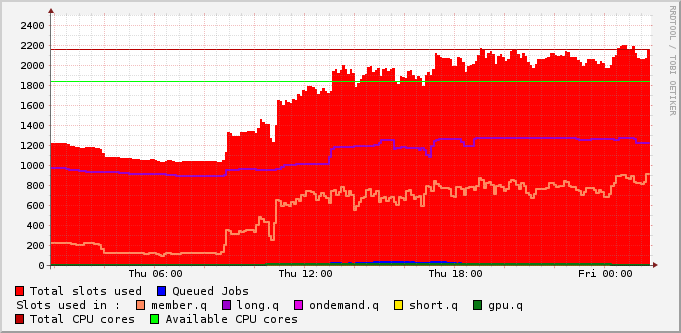 2400
2200
2000
1800
1600
1400
1200
1000
800
600
400
200
0
Thu 06:00 Thu 12:00 Thu 18:00 Fri 00:00
Total slots used Queued Jobs
Slots used in : member.q long.q ondemand.q short.q gpu.q
Total CPU cores Available CPU cores
RRDTOOL / TOBI OETIKER